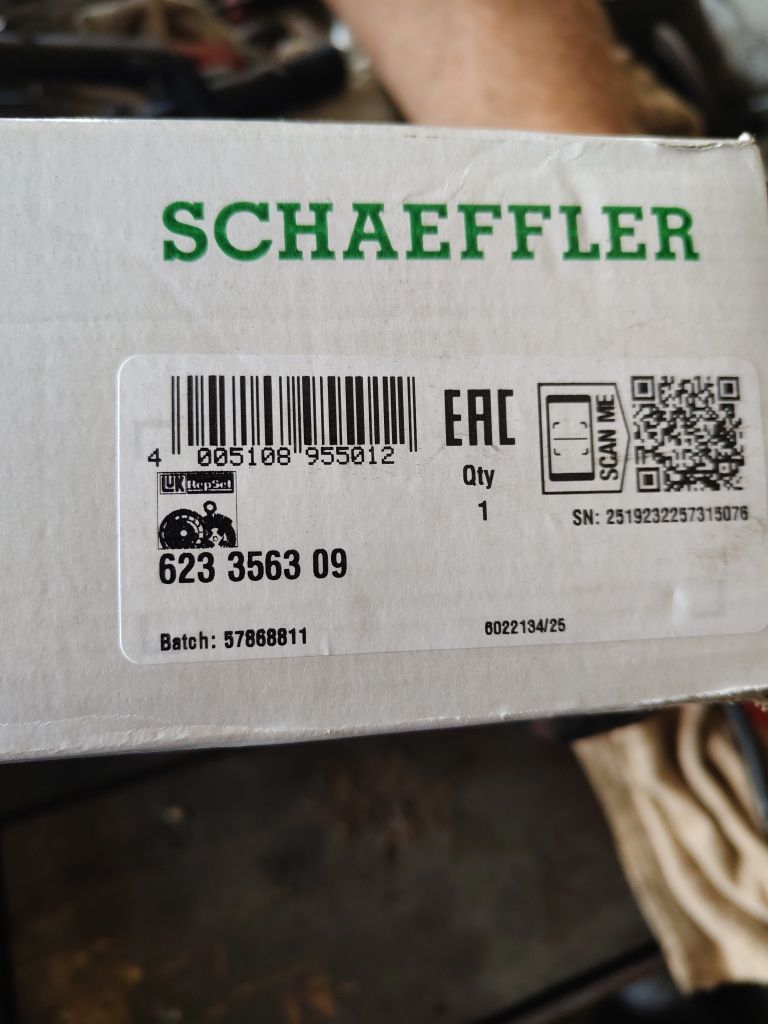 SCHAEFFLER
4 005108 955012
EAC
SCAN ME
LUK RepSet
Qty
1
SN: 2519232257315076
623 3563 09
Batch: 57868811
6022134/25